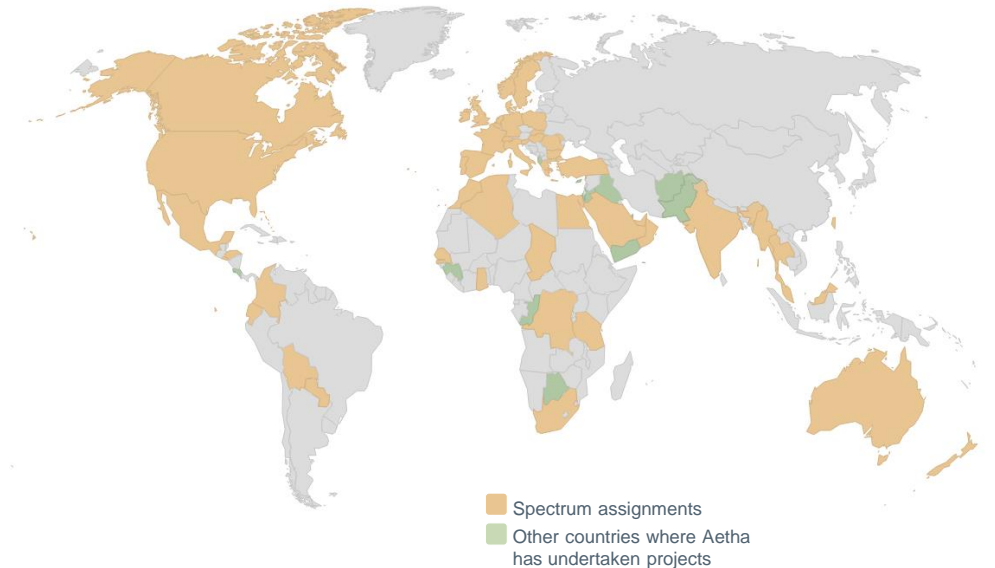 Spectrum assignments
Other countries where Aetha
has undertaken projects